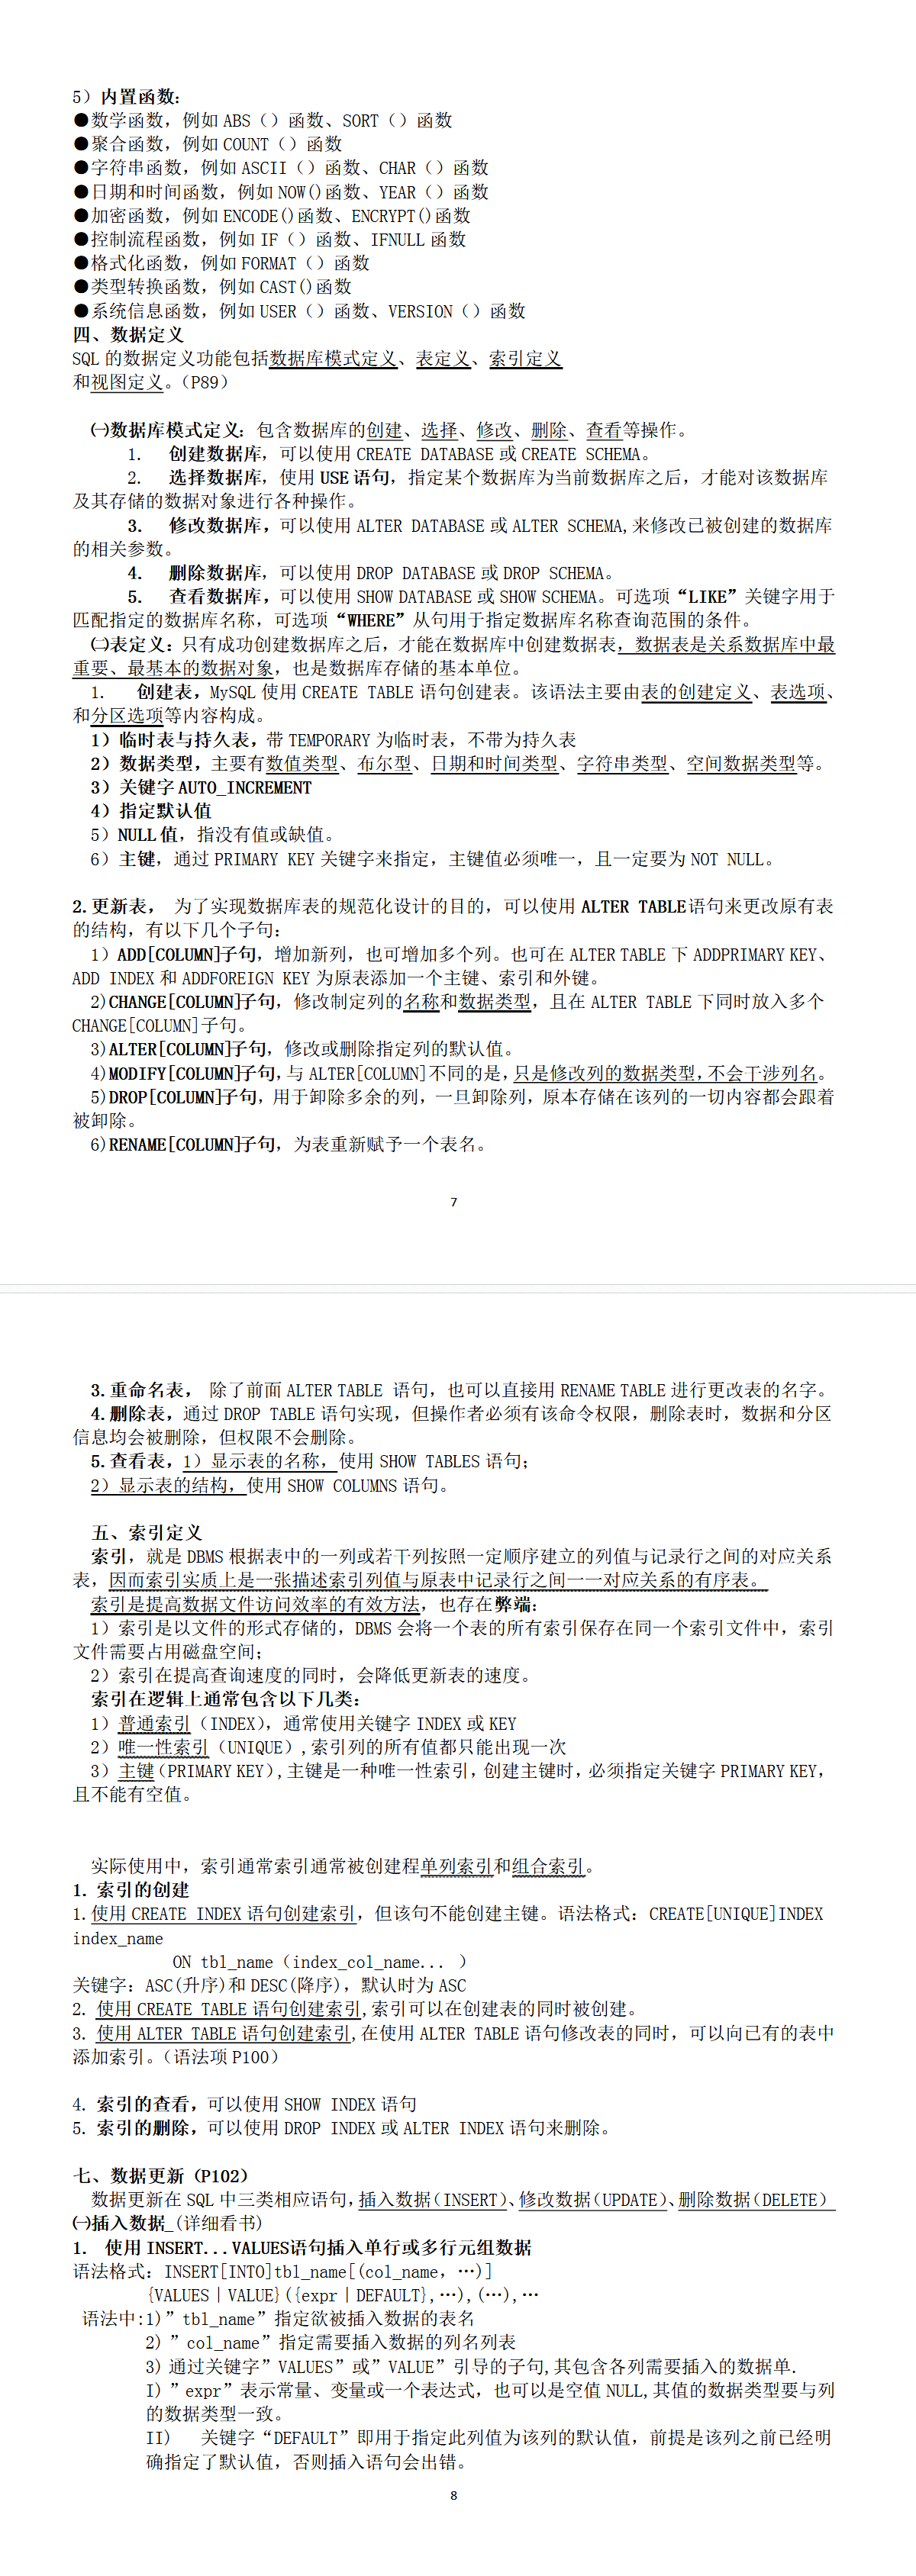 5）内置函数：
●数学函数，例如 ABS（）函数、SORT（）函数
●聚合函数，例如 COUNT（）函数
●字符串函数，例如 ASCII（）函数、CHAR（）函数
●日期和时间函数，例如 NOW()函数、YEAR（）函数
●加密函数，例如 ENCODE()函数、ENCRYPT()函数
●控制流程函数，例如 IF（）函数、IFNULL 函数
●格式化函数，例如 FORMAT（）函数
●类型转换函数，例如 CAST()函数
●系统信息函数，例如 USER（）函数、VERSION（）函数
四、数据定义
SQL 的数据定义功能包括数据库模式定义、表定义、索引定义
和视图定义。（P89）
㈠数据库模式定义：包含数据库的创建、选择、修改、删除、查看等操作。
1. 创建数据库，可以使用 CREATE DATABASE 或 CREATE SCHEMA。
2. 选择数据库，使用 USE 语句，指定某个数据库为当前数据库之后，才能对该数据库
及其存储的数据对象进行各种操作。
3. 修改数据库，可以使用 ALTER DATABASE 或 ALTER SCHEMA,来修改已被创建的数据库
的相关参数。
4. 删除数据库，可以使用 DROP DATABASE 或 DROP SCHEMA。
5. 查看数据库，可以使用 SHOW DATABASE 或 SHOW SCHEMA。可选项“LIKE”关键字用于
匹配指定的数据库名称，可选项“WHERE”从句用于指定数据库名称查询范围的条件。
㈡表定义：只有成功创建数据库之后，才能在数据库中创建数据表，数据表是关系数据库中最
重要、最基本的数据对象，也是数据库存储的基本单位。
1. 创建表，MySQL 使用 CREATE TABLE 语句创建表。该语法主要由表的创建定义、表选项、
和分区选项等内容构成。
1）临时表与持久表，带 TEMPORARY 为临时表，不带为持久表
2）数据类型，主要有数值类型、布尔型、日期和时间类型、字符串类型、空间数据类型等。
3）关键字 AUTO_INCREMENT
4）指定默认值
5）NULL 值，指没有值或缺值。
6）主键，通过 PRIMARY KEY 关键字来指定，主键值必须唯一，且一定要为 NOT NULL。
2.更新表， 为了实现数据库表的规范化设计的目的，可以使用 ALTER TABLE 语句来更改原有表
的结构，有以下几个子句：
1）ADD[COLUMN]子句，增加新列，也可增加多个列。也可在 ALTER TABLE 下 ADDPRIMARY KEY、
ADD INDEX 和 ADDFOREIGN KEY 为原表添加一个主键、索引和外键。
2)CHANGE[COLUMN]子句，修改制定列的名称和数据类型，且在 ALTER TABLE 下同时放入多个
CHANGE[COLUMN]子句。
3)ALTER[COLUMN]子句，修改或删除指定列的默认值。
4)MODIFY[COLUMN]子句，与 ALTER[COLUMN]不同的是，只是修改列的数据类型，不会干涉列名。
5)DROP[COLUMN]子句，用于卸除多余的列，一旦卸除列，原本存储在该列的一切内容都会跟着
被卸除。
6)RENAME[COLUMN]子句，为表重新赋予一个表名。
7
3.重命名表， 除了前面 ALTER TABLE 语句，也可以直接用 RENAME TABLE 进行更改表的名字。
4.删除表，通过 DROP TABLE 语句实现，但操作者必须有该命令权限，删除表时，数据和分区
信息均会被删除，但权限不会删除。
5.查看表，1）显示表的名称，使用 SHOW TABLES 语句；
2）显示表的结构，使用 SHOW COLUMNS 语句。
五、索引定义
索引，就是 DBMS 根据表中的一列或若干列按照一定顺序建立的列值与记录行之间的对应关系
表，因而索引实质上是一张描述索引列值与原表中记录行之间一一对应关系的有序表。
索引是提高数据文件访问效率的有效方法，也存在弊端：
1）索引是以文件的形式存储的，DBMS 会将一个表的所有索引保存在同一个索引文件中，索引
文件需要占用磁盘空间；
2）索引在提高查询速度的同时，会降低更新表的速度。
索引在逻辑上通常包含以下几类：
1）普通索引（INDEX），通常使用关键字 INDEX 或 KEY
2）唯一性索引（UNIQUE）,索引列的所有值都只能出现一次
3）主键（PRIMARY KEY）,主键是一种唯一性索引，创建主键时，必须指定关键字 PRIMARY KEY，
且不能有空值。
实际使用中，索引通常索引通常被创建程单列索引和组合索引。
1. 索引的创建
1.使用 CREATE INDEX 语句创建索引，但该句不能创建主键。语法格式：CREATE[UNIQUE]INDEX
index_name
ON tbl_name（index_col_name... ）
关键字：ASC(升序)和 DESC(降序)，默认时为 ASC
2. 使用 CREATE TABLE 语句创建索引,索引可以在创建表的同时被创建。
3. 使用 ALTER TABLE 语句创建索引,在使用 ALTER TABLE 语句修改表的同时，可以向已有的表中
添加索引。（语法项 P100）
4. 索引的查看，可以使用 SHOW INDEX 语句
5. 索引的删除，可以使用 DROP INDEX 或 ALTER INDEX 语句来删除。
七、数据更新（P102）
数据更新在 SQL 中三类相应语句，插入数据（INSERT）、修改数据（UPDATE）、删除数据（DELETE）
㈠插入数据 (详细看书)
1. 使用 INSERT...VALUES 语句插入单行或多行元组数据
语法格式：INSERT[INTO]tbl_name[(col_name，…)]
{VALUES｜VALUE}({expr｜DEFAULT},…),(…),…
语法中:1)”tbl_name”指定欲被插入数据的表名
2)”col_name”指定需要插入数据的列名列表
3) 通过关键字”VALUES”或”VALUE”引导的子句,其包含各列需要插入的数据单.
I)”expr”表示常量、变量或一个表达式，也可以是空值 NULL,其值的数据类型要与列
的数据类型一致。
II) 关键字“DEFAULT”即用于指定此列值为该列的默认值，前提是该列之前已经明
确指定了默认值，否则插入语句会出错。
8